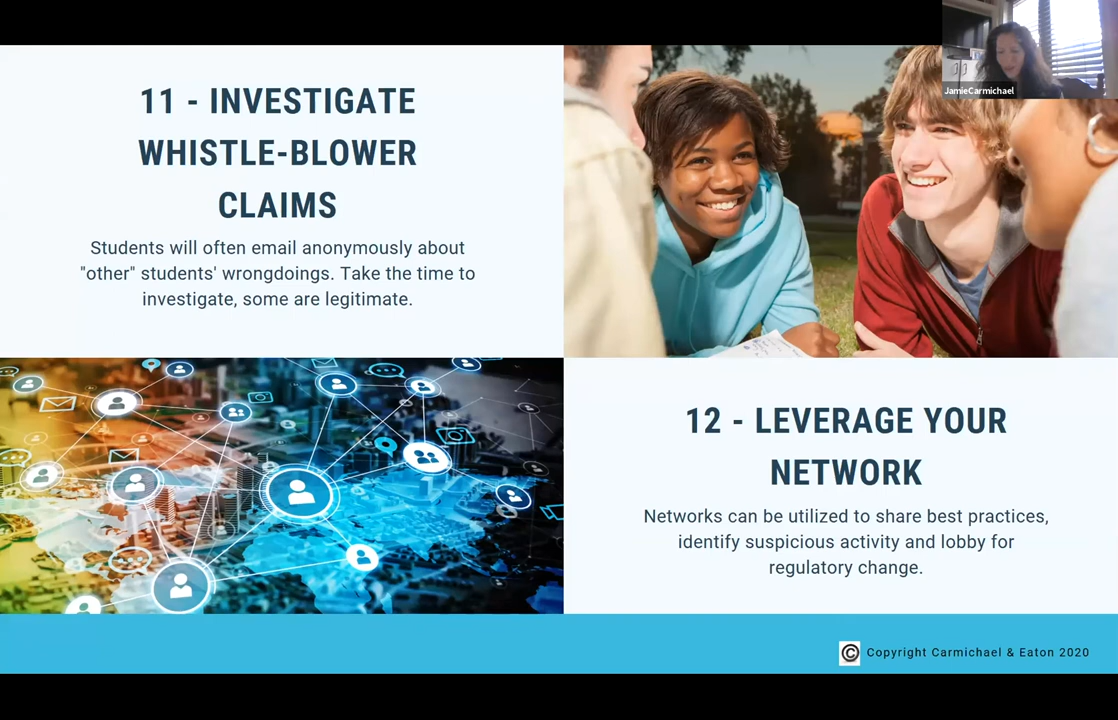 JamieCarmichael
11 - INVESTIGATE
WHISTLE-BLOWER
CLAIMS
Students will often email anonymously about
"other" students' wrongdoings. Take the time to
investigate, some are legitimate.
12 - LEVERAGE YOUR
NETWORK
Networks can be utilized to share best practices,
identify suspicious activity and lobby for
regulatory change.
© Copyright Carmichael & Eaton 2020